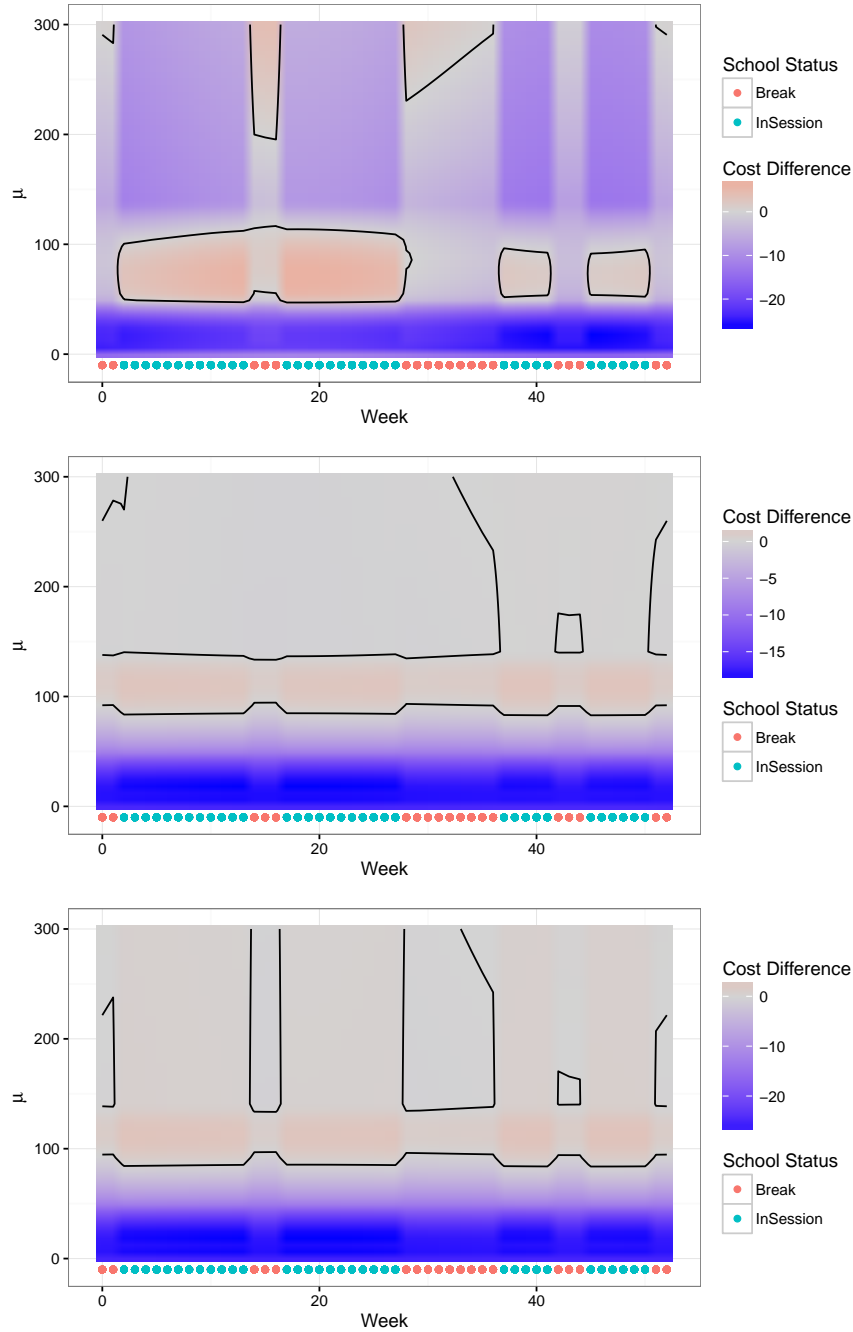 300
200
100
0
μ
0
20
40
Week
School Status
Break
InSession
Cost Difference
0
−10
−20
300
200
100
0
μ
0
20
40
Week
Cost Difference
0
−5
−10
−15
School Status
Break
InSession
300
200
100
0
μ
0
20
40
Week
Cost Difference
0
−10
−20
School Status
Break
InSession